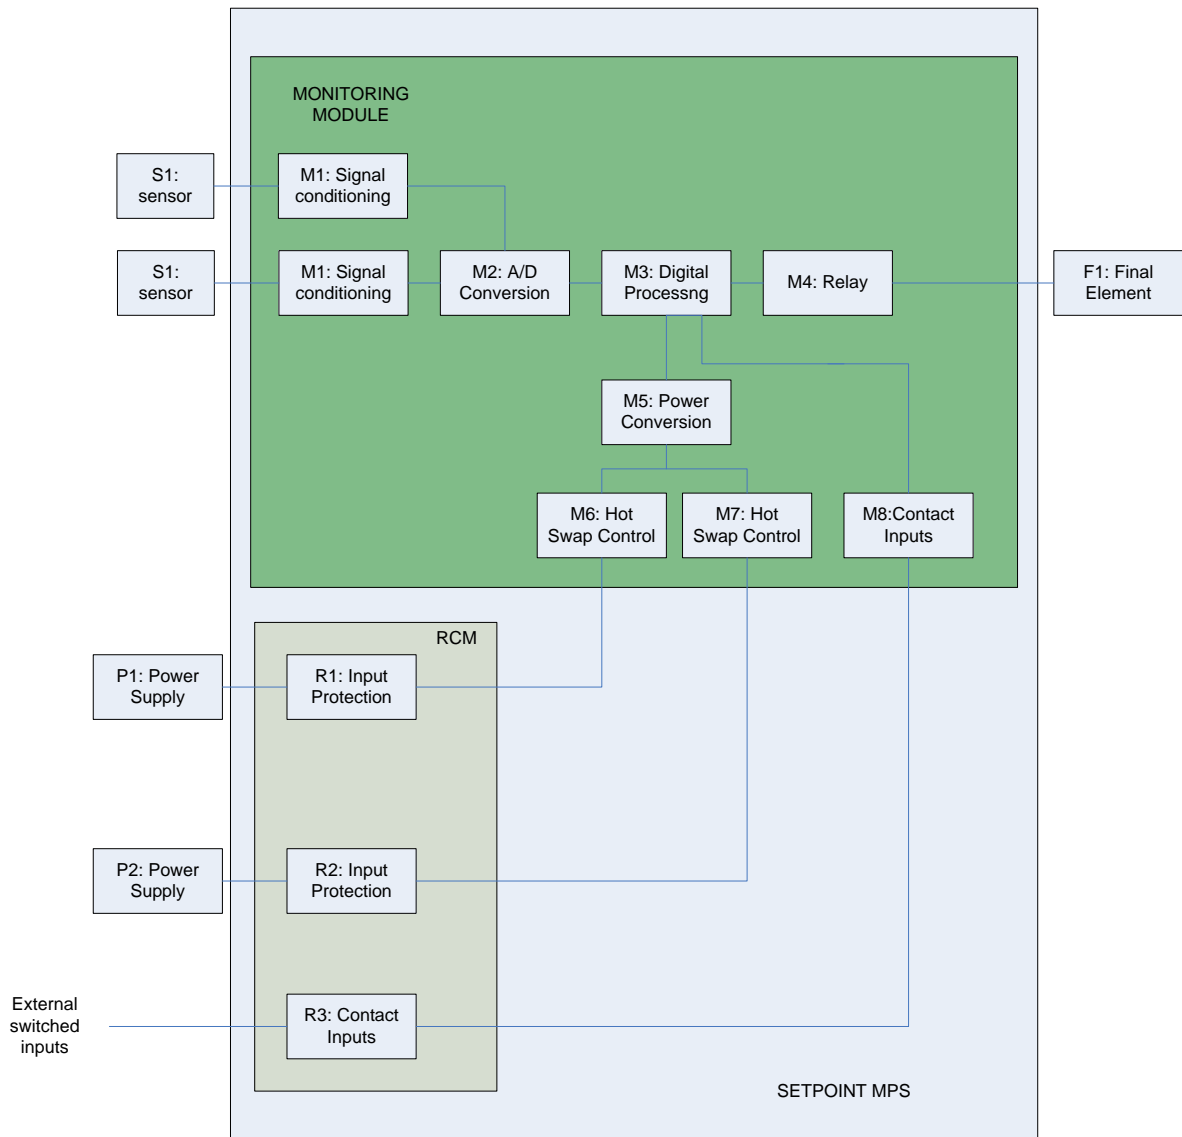 MONITORING
MODULE
S1:
sensor
M1: Signal
conditioning
S1:
sensor
M1: Signal
conditioning
M2: A/D
Conversion
M3: Digital
Processng
M4: Relay
F1: Final
Element
M5: Power
Conversion
M6: Hot
Swap Control
M7: Hot
Swap Control
M8:Contact
Inputs
RCM
P1: Power
Supply
R1: Input
Protection
P2: Power
Supply
R2: Input
Protection
External
switched
inputs
R3: Contact
Inputs
SETPOINT MPS